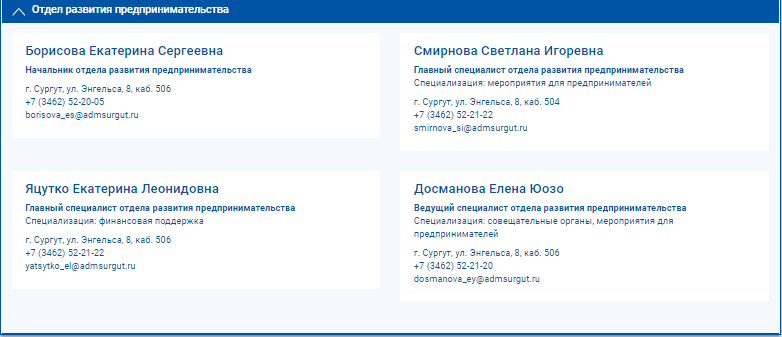 Отдел развития предпринимательства
Борисова Екатерина Сергеевна
Начальник отдела развития предпринимательства
г. Сургут, ул. Энгельса, 8, каб. 506
+7 (3462) 52-20-05
borisova_es@admsurgut.ru
Смирнова Светлана Игоревна
Главный специалист отдела развития предпринимательства
Специализация: мероприятия для предпринимателей
г. Сургут, ул. Энгельса, 8, каб. 504
+7 (3462) 52-21-22
smirnova_si@admsurgut.ru
Яцутко Екатерина Леонидовна
Главный специалист отдела развития предпринимательства
Специализация: финансовая поддержка
г. Сургут, ул. Энгельса, 8, каб. 506
+7 (3462) 52-21-22
yatsytko_el@admsurgut.ru
Досманова Елена Юозо
Ведущий специалист отдела развития предпринимательства
Специализация: совещательные органы, мероприятия для
предпринимателей
г. Сургут, ул. Энгельса, 8, каб. 506
+7 (3462) 52-21-20
dosmanova_ey@admsurgut.ru